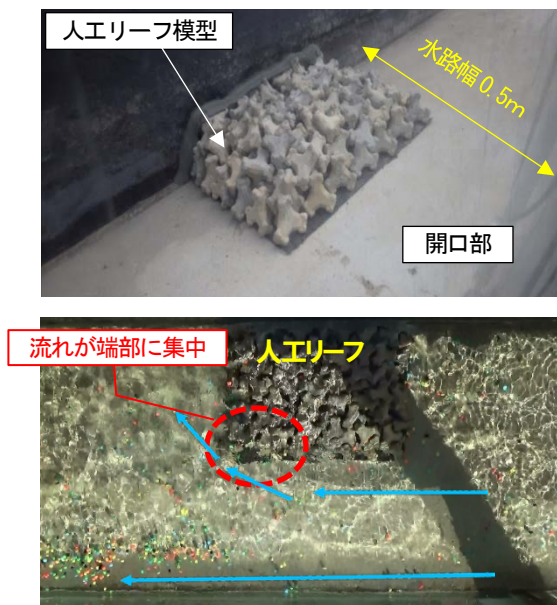 人工リーフ模型
水路幅0.5m
開口部
流れが端部に集中
人工リーフ